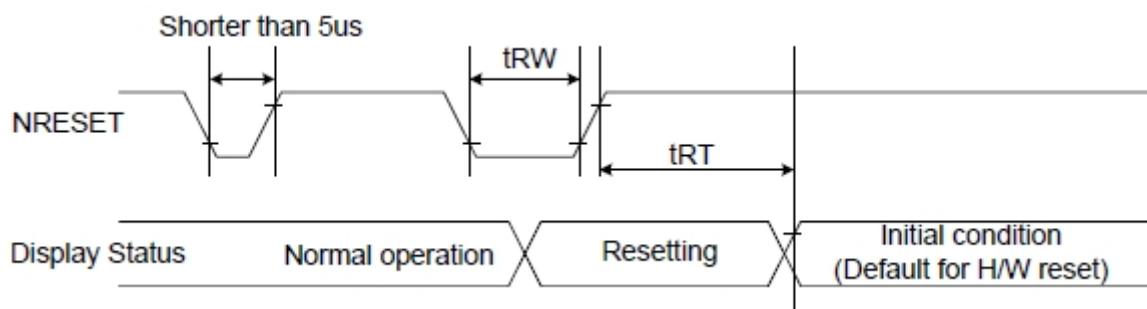 Shorter than 5us
tRW
NRESET
tRT
Display Status
Normal operation
Resetting
Initial condition
(Default for H/W reset)